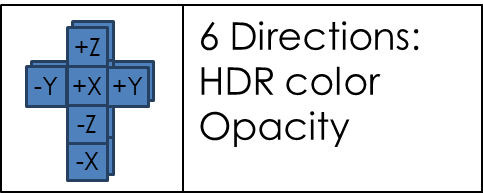 +Z
-Y +X +Y
-Z
-X
6 Directions:
HDR color
Opacity